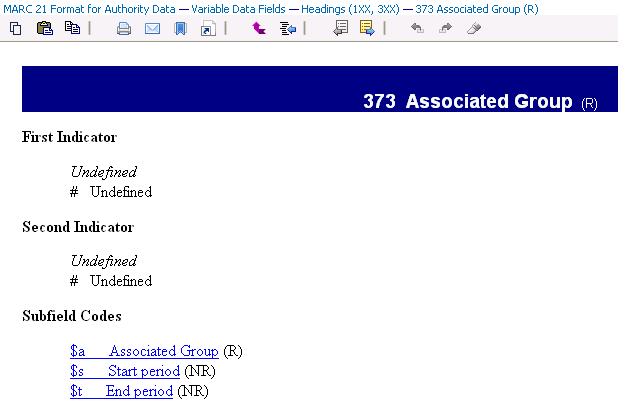 MARC 21 Format for Authority Data — Variable Data Fields — Headings (1XX, 3XX) — 373 Associated Group (R)
373 Associated Group (R)
First Indicator
Undefined
# Undefined
Second Indicator
Undefined
# Undefined
Subfield Codes
$a Associated Group (R)
$s Start period (NR)
$t End period (NR)